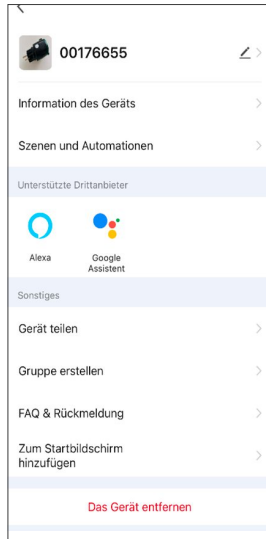 00176655
Information des Geräts
Szenen und Automationen
Unterstützte Drittanbieter
Alexa
Google
Assistent
Sonstiges
Gerät teilen
Gruppe erstellen
FAQ & Rückmeldung
Zum Startbildschirm
hinzufügen
Das Gerät entfernen